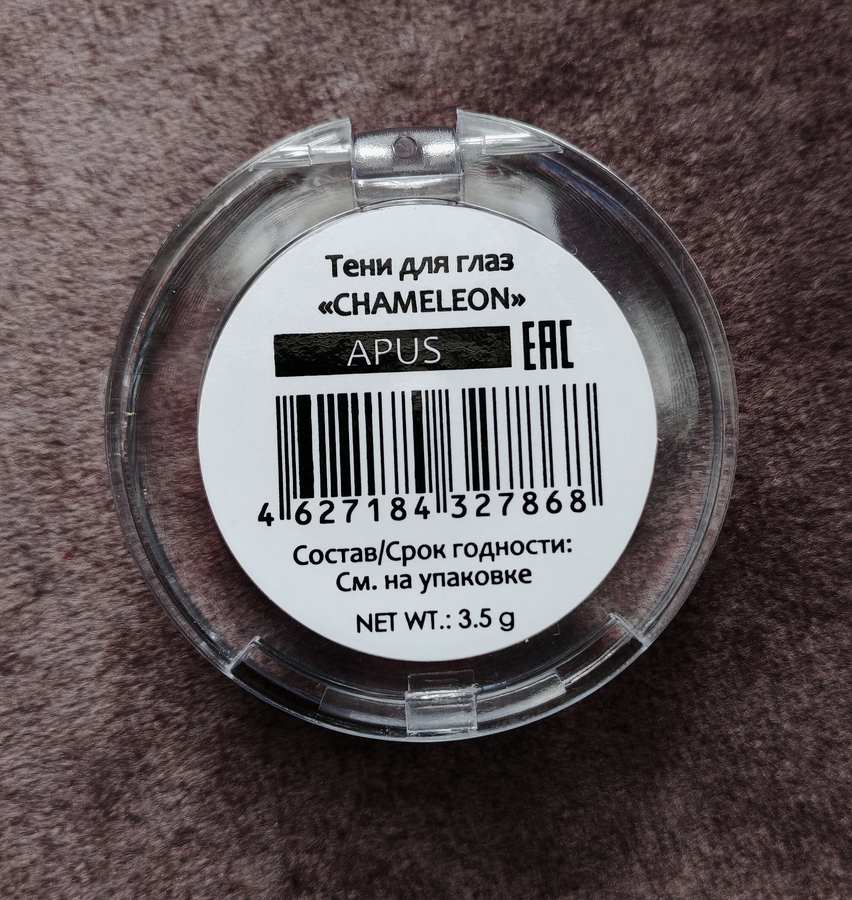 Тени для глаз
«CHAMELEON»
APUS EAC
4 627184 327868
Состав/Срок годности:
См. на упаковке
NET WT.: 3.5 g